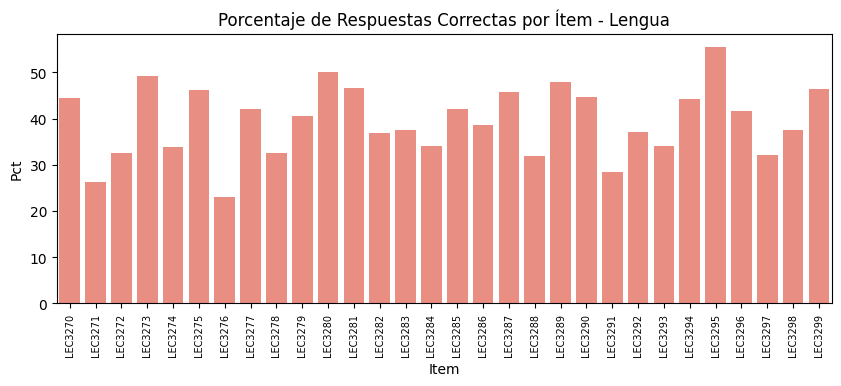 Porcentaje de Respuestas Correctas por Ítem - Lengua
Pct
50
40
30
20
10
0
LEC3270
LEC3271
LEC3272
LEC3273
LEC3274
LEC3275
LEC3276
LEC3277
LEC3278
LEC3279
LEC3280
LEC3281
LEC3282
LEC3283
LEC3284
LEC3285
LEC3286
LEC3287
LEC3288
LEC3289
LEC3290
LEC3291
LEC3292
LEC3293
LEC3294
LEC3295
LEC3296
LEC3297
LEC3298
LEC3299
Item